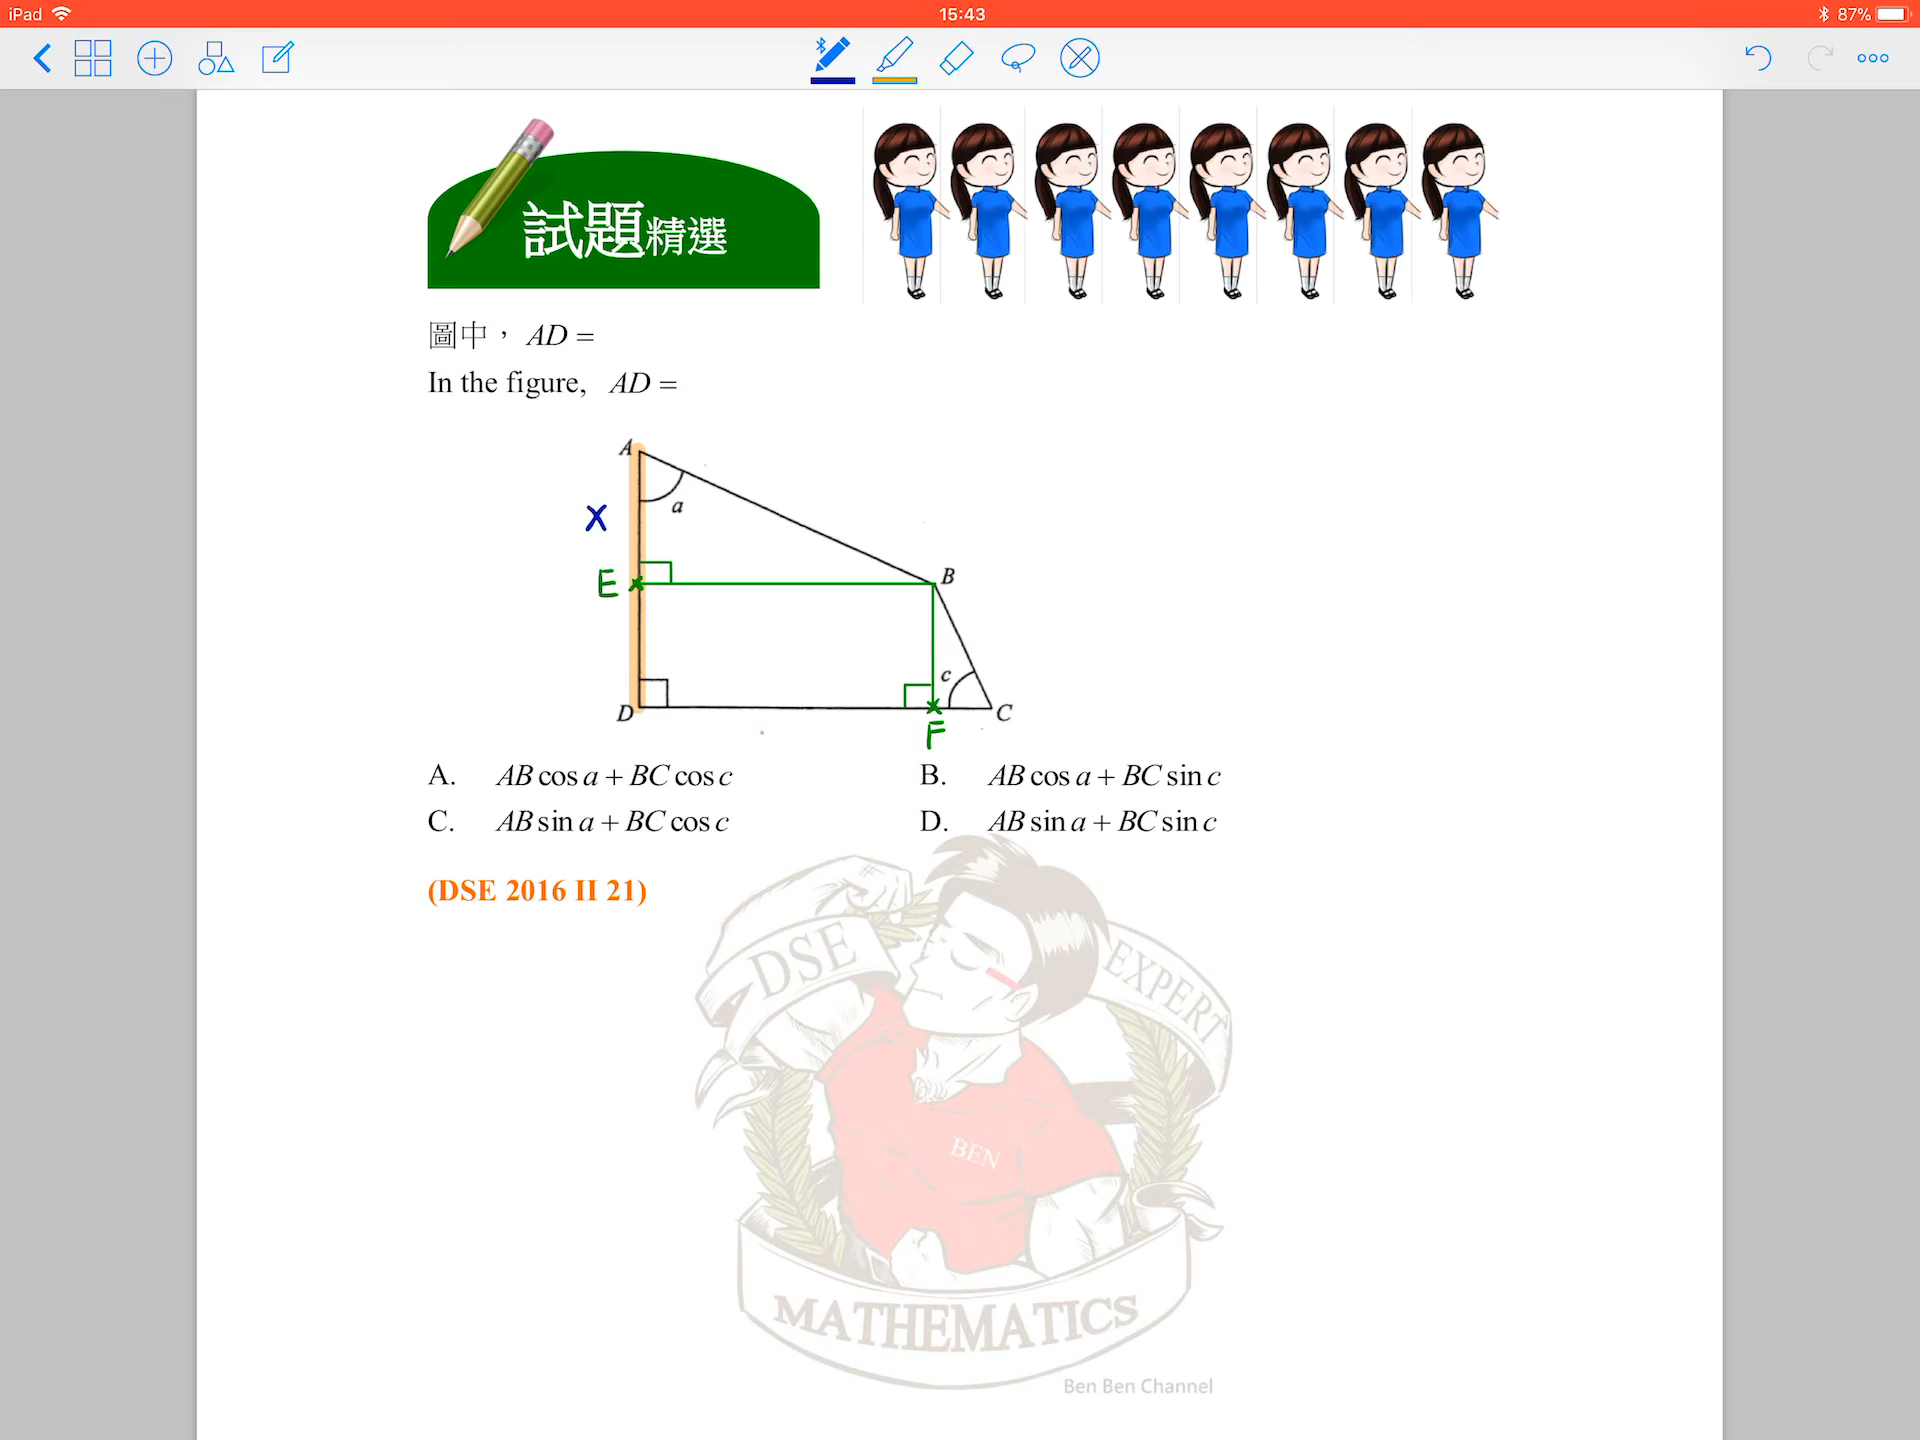 iPad 15:43 87%
試題精選
圖中，AD =
In the figure, AD =
A
a
X
E
B
c
D
C
F
A. AB cos a + BC cos c B. AB cos a + BC sin c
C. AB sin a + BC cos c D. AB sin a + BC sin c
(DSE 2016 II 21)
DSE EXPERT
BEN
MATHEMATICS
Ben Ben Channel